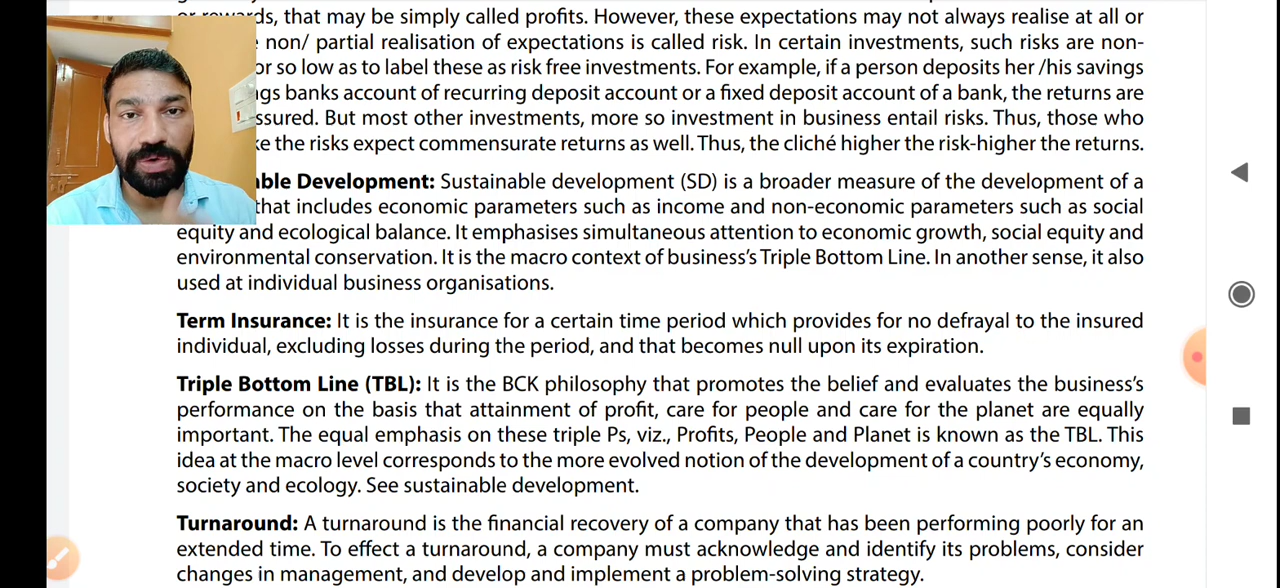 or rewards, that may be simply called profits. However, these expectations may not always realise at all or
non/ partial realisation of expectations is called risk. In certain investments, such risks are non-
or so low as to label these as risk free investments. For example, if a person deposits her /his savings
banks account of recurring deposit account or a fixed deposit account of a bank, the returns are
But most other investments, more so investment in business entail risks. Thus, those who
the risks expect commensurate returns as well. Thus, the cliché higher the risk-higher the returns.
Development: Sustainable development (SD) is a broader measure of the development of a
that includes economic parameters such as income and non-economic parameters such as social
equity and ecological balance. It emphasises simultaneous attention to economic growth, social equity and
environmental conservation. It is the macro context of business's Triple Bottom Line. In another sense, it also
used at individual business organisations.
Term Insurance: It is the insurance for a certain time period which provides for no defrayal to the insured
individual, excluding losses during the period, and that becomes null upon its expiration.
Triple Bottom Line (TBL): It is the BCK philosophy that promotes the belief and evaluates the business's
performance on the basis that attainment of profit, care for people and care for the planet are equally
important. The equal emphasis on these triple Ps, viz., Profits, People and Planet is known as the TBL. This
idea at the macro level corresponds to the more evolved notion of the development of a country's economy,
society and ecology. See sustainable development.
Turnaround: A turnaround is the financial recovery of a company that has been performing poorly for an
extended time. To effect a turnaround, a company must acknowledge and identify its problems, consider
changes in management, and develop and implement a problem-solving strategy.